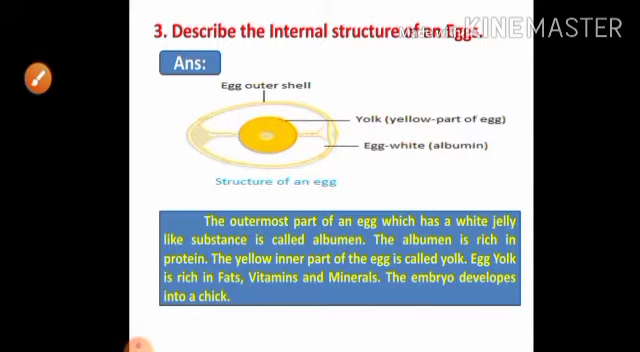 3. Describe the Internal structure of an Eggs.
KINEMASTER
Ans:
Egg outer shell
Yolk (yellow-part of egg)
Egg-white (albumin)
Structure of an egg
The outermost part of an egg which has a white jelly
like substance is called albumen. The albumen is rich in
protein. The yellow inner part of the egg is called yolk. Egg Yolk
is rich in Fats, Vitamins and Minerals. The embryo developes
into a chick.